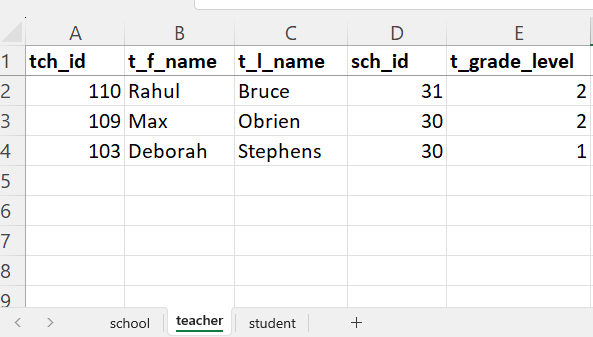 A B C D E
1 tch_id t_f_name t_l_name sch_id t_grade_level
2 110 Rahul Bruce 31 2
3 109 Max Obrien 30 2
4 103 Deborah Stephens 30 1
5
6
7
8
9
< > school teacher student +